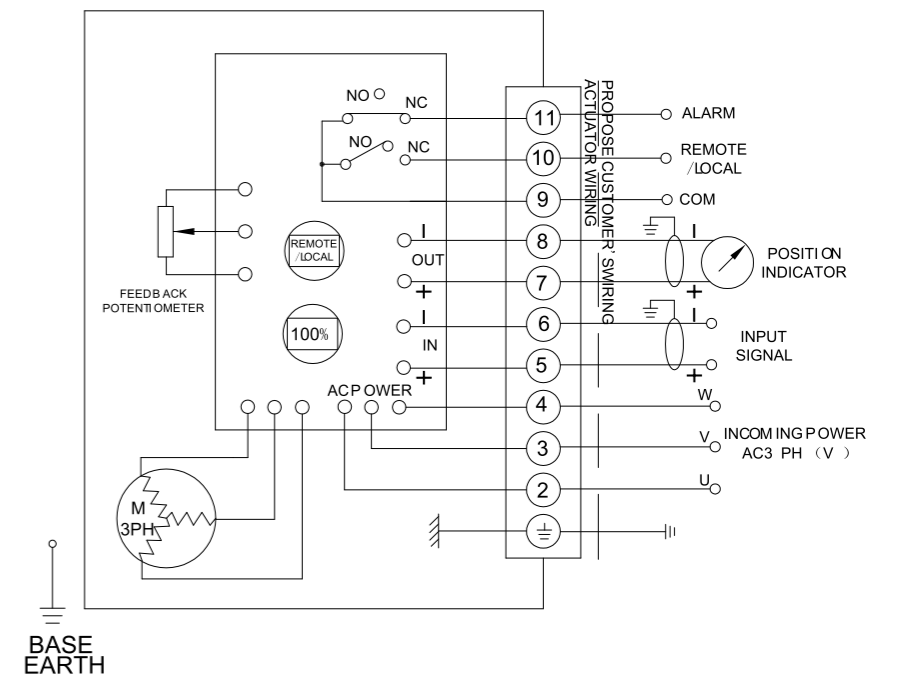 NO
NC
11
ALARM
NO
NC
10
REMOTE
/LOCAL
9
COM
PROPOSE CUSTOMER' SWIRING
ACTUATOR WIRING
REMOTE
/LOCAL
OUT
+
8
7
+
POSITION
INDICATOR
FEEDBACK
POTENTIOMETER
100%
IN
+
6
5
+
INPUT
SIGNAL
AC POWER
4
W
3
V
INCOMING POWER
AC3 PH （V ）
2
U
M
3PH
BASE
EARTH